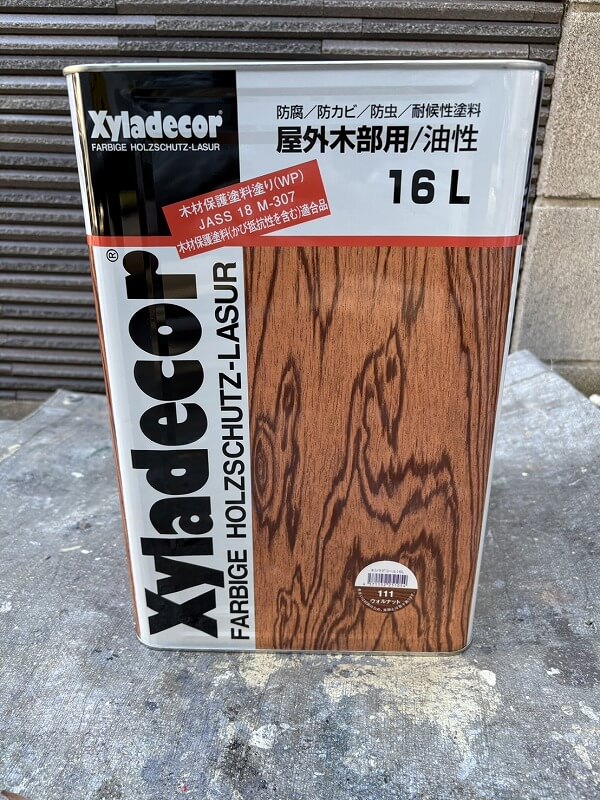 Xyladecor®
FARBIGE HOLZSCHUTZ-LASUR
防腐／防カビ／防虫／耐候性塗料
屋外木部用/油性
16L
木材保護塗料塗り(WP)
JASS 18 M-307
木材保護塗料(かび抵抗性を含む)適合品
Xyladecor®
FARBIGE HOLZSCHUTZ-LASUR
111
ウォルナット